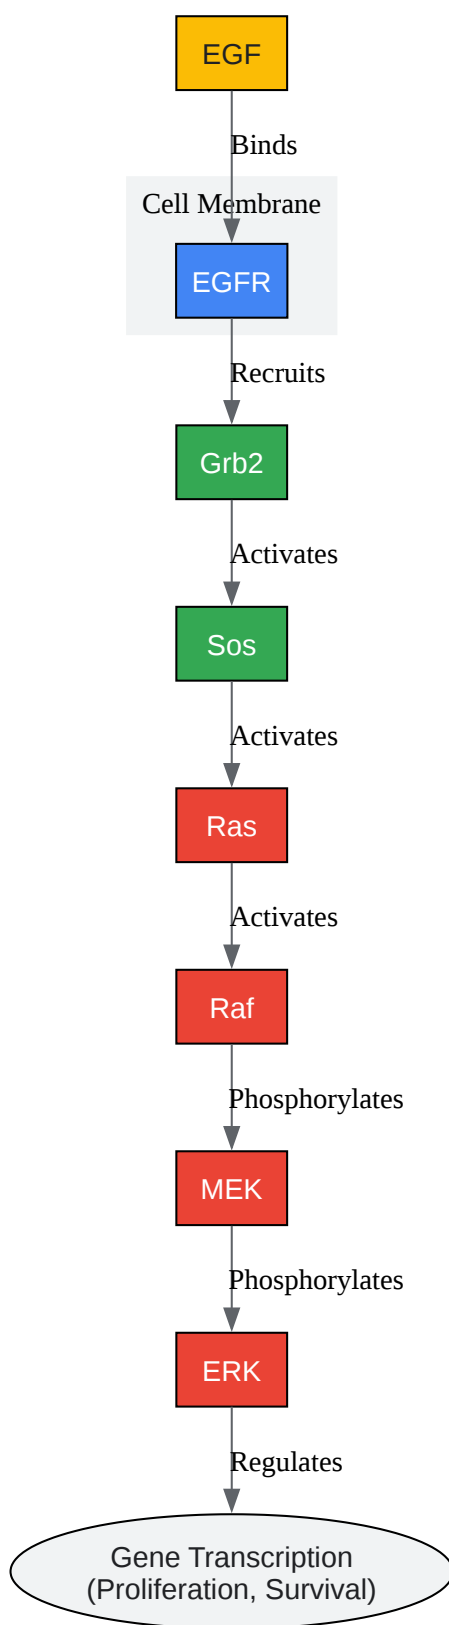 EGF
Binds
Cell Membrane
EGFR
Recruits
Grb2
Activates
Sos
Activates
Ras
Activates
Raf
Phosphorylates
MEK
Phosphorylates
ERK
Regulates
Gene Transcription
(Proliferation, Survival)